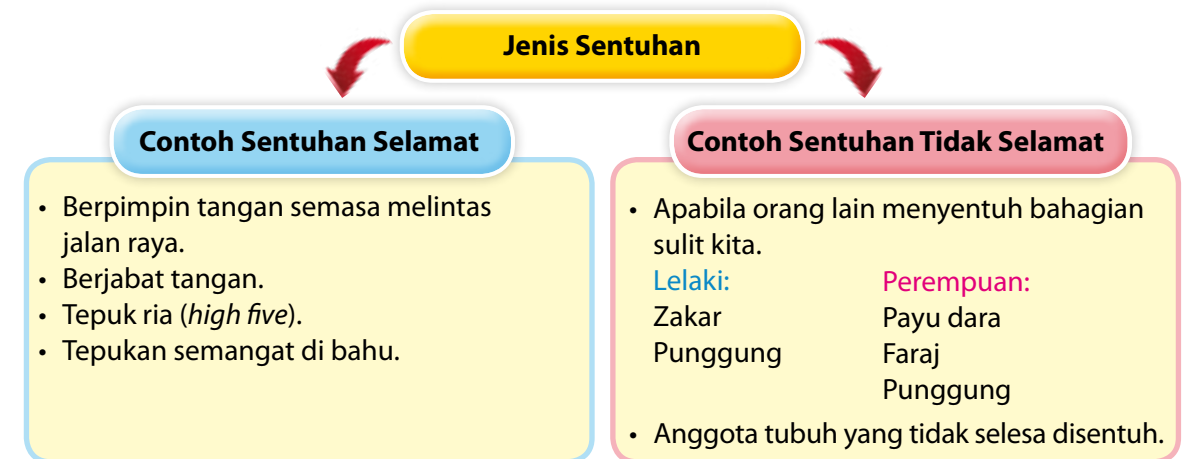 Jenis Sentuhan
Contoh Sentuhan Selamat
• Berpimpin tangan semasa melintas
jalan raya.
• Berjabat tangan.
• Tepuk ria (high five).
• Tepukan semangat di bahu.
Contoh Sentuhan Tidak Selamat
• Apabila orang lain menyentuh bahagian
sulit kita.
Lelaki:
Zakar
Punggung
Perempuan:
Payu dara
Faraj
Punggung
• Anggota tubuh yang tidak selesa disentuh.